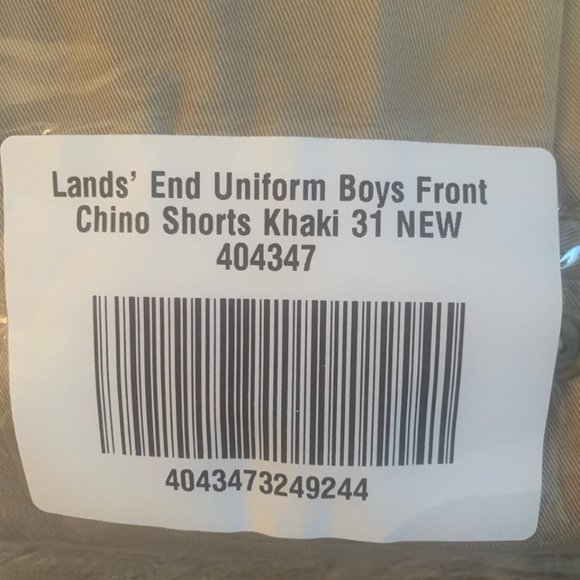 Lands' End Uniform Boys Front
Chino Shorts Khaki 31 NEW
404347
4043473249244